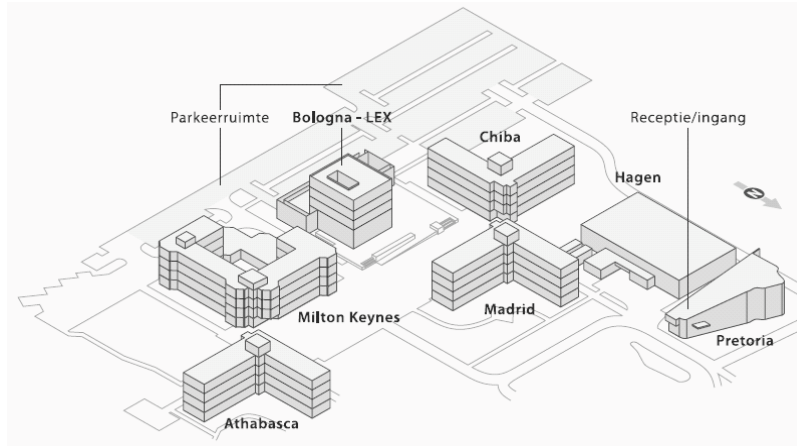 Parkeerruimte
Bologna - LEX
Chiba
Receptie/ingang
Hagen
N
Milton Keynes
Madrid
Pretoria
Athabasca